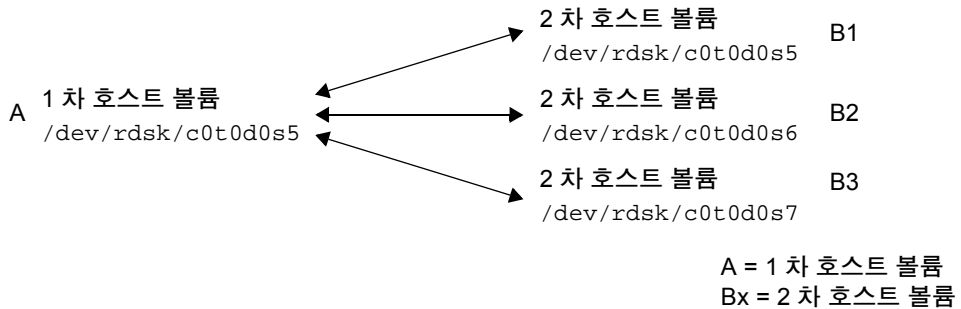 2 차 호스트 볼륨
/dev/rdsk/c0t0d0s5
B1
A
1 차 호스트 볼륨
/dev/rdsk/c0t0d0s5
2 차 호스트 볼륨
/dev/rdsk/c0t0d0s6
B2
2 차 호스트 볼륨
/dev/rdsk/c0t0d0s7
B3
A = 1 차 호스트 볼륨
Bx = 2 차 호스트 볼륨